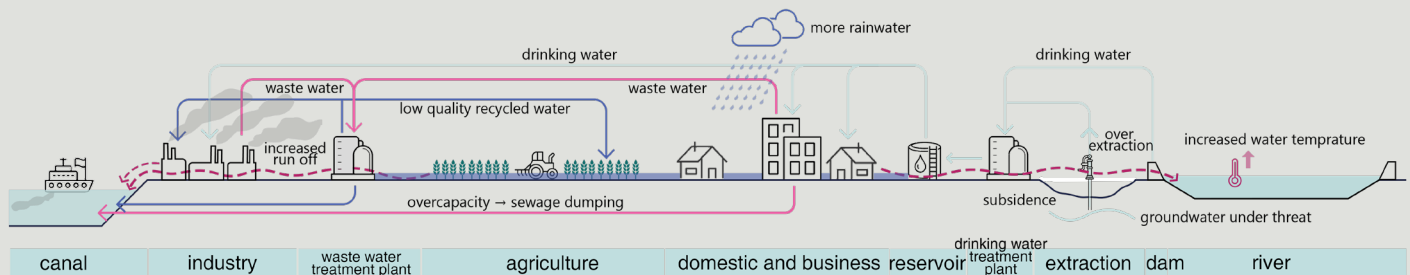 more rainwater
drinking water
drinking water
waste water
waste water
low quality recycled water
increased
run off
over
extraction
increased water temprature
subsidence
groundwater under threat
overcapacity → sewage dumping
canal
industry
waste water
treatment plant
agriculture
domestic and business
reservoir
drinking water
treatment
plant
extraction
dam
river